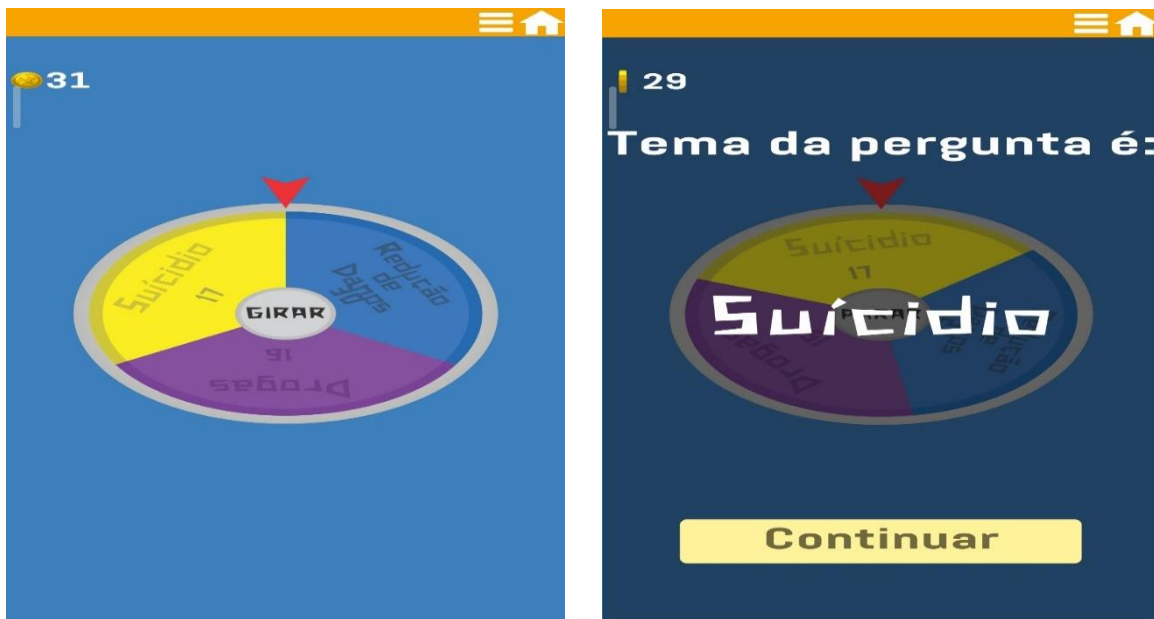 31
Suícidio
17
Redução
de
Danos
30
GIRAR
16
Drogas
29
Tema da pergunta é:
Suícidio
17
Suícidio
Drogas
Continuar